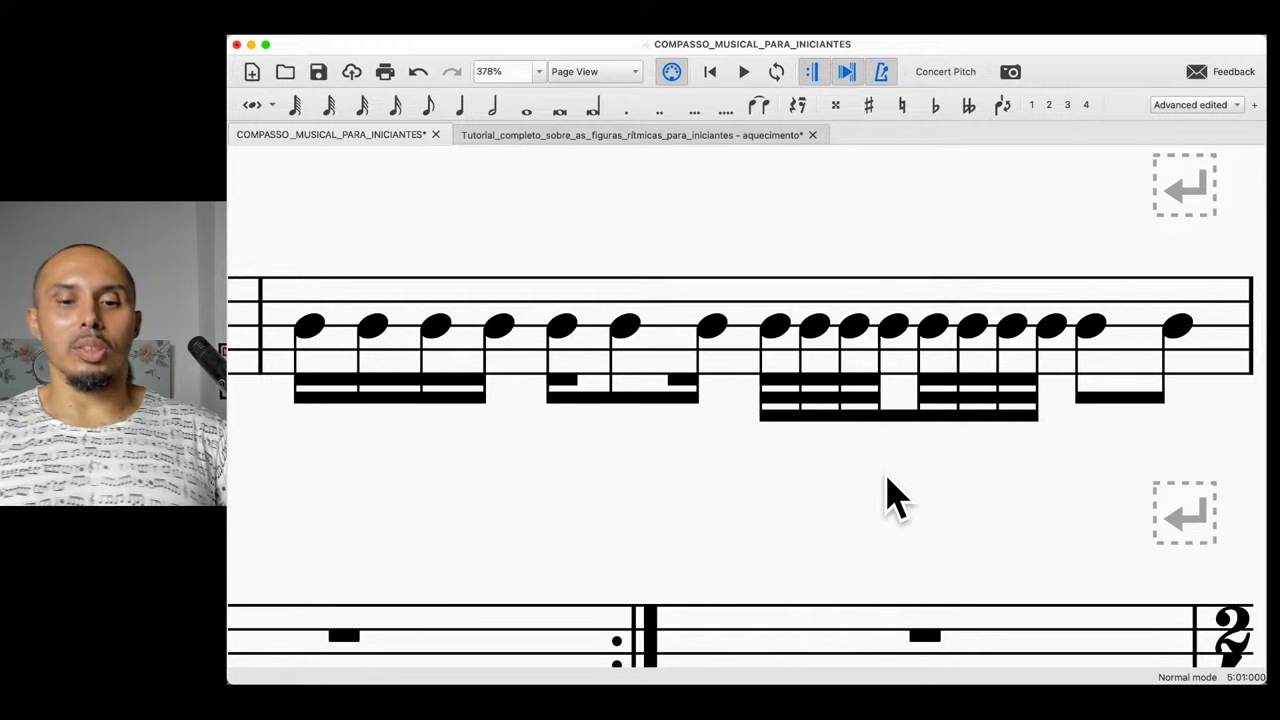 COMPASSO_MUSICAL_PARA_INICIANTES
378% Page View Concert Pitch Feedback
1 2 3 4 Advanced edited +
COMPASSO_MUSICAL_PARA_INICIANTES* Tutorial_completo_sobre_as_figuras_rítmicas_para_iniciantes - aquecimento*
2
Normal mode 5:01:000